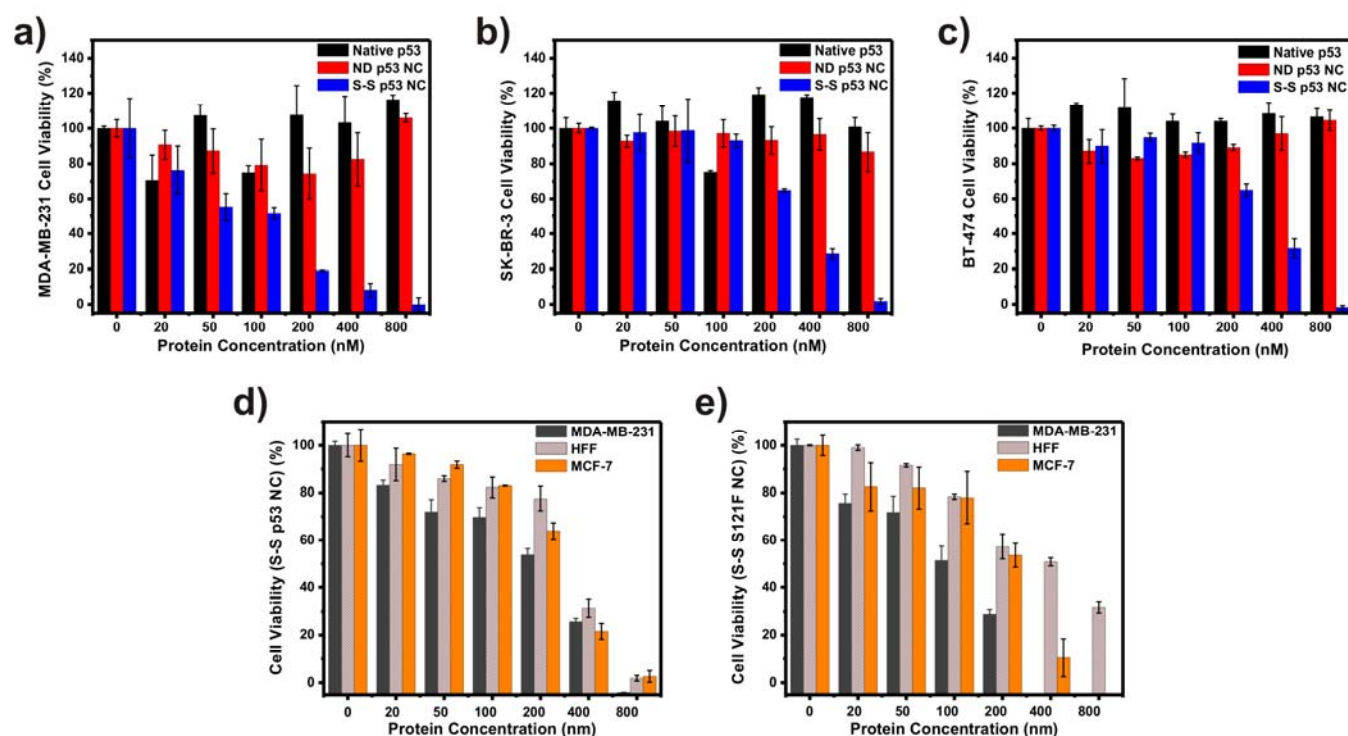 a)
MDA-MB-231 Cell Viability (%)
140
120
100
80
60
40
20
0
Native p53
ND p53 NC
S-S p53 NC
0 20 50 100 200 400 800
Protein Concentration (nM)
b)
SK-BR-3 Cell Viability (%)
140
120
100
80
60
40
20
0
Native p53
ND p53 NC
S-S p53 NC
0 20 50 100 200 400 800
Protein Concentration (nM)
c)
BT-474 Cell Viability (%)
140
120
100
80
60
40
20
0
Native p53
ND p53 NC
S-S p53 NC
0 20 50 100 200 400 800
Protein Concentration (nM)
d)
Cell Viability (S-S p53 NC) (%)
100
80
60
40
20
0
MDA-MB-231
HFF
MCF-7
0 20 50 100 200 400 800
Protein Concentration (nm)
e)
Cell Viability (S-S S121F NC) (%)
100
80
60
40
20
0
MDA-MB-231
HFF
MCF-7
0 20 50 100 200 400 800
Protein Concentration (nm)